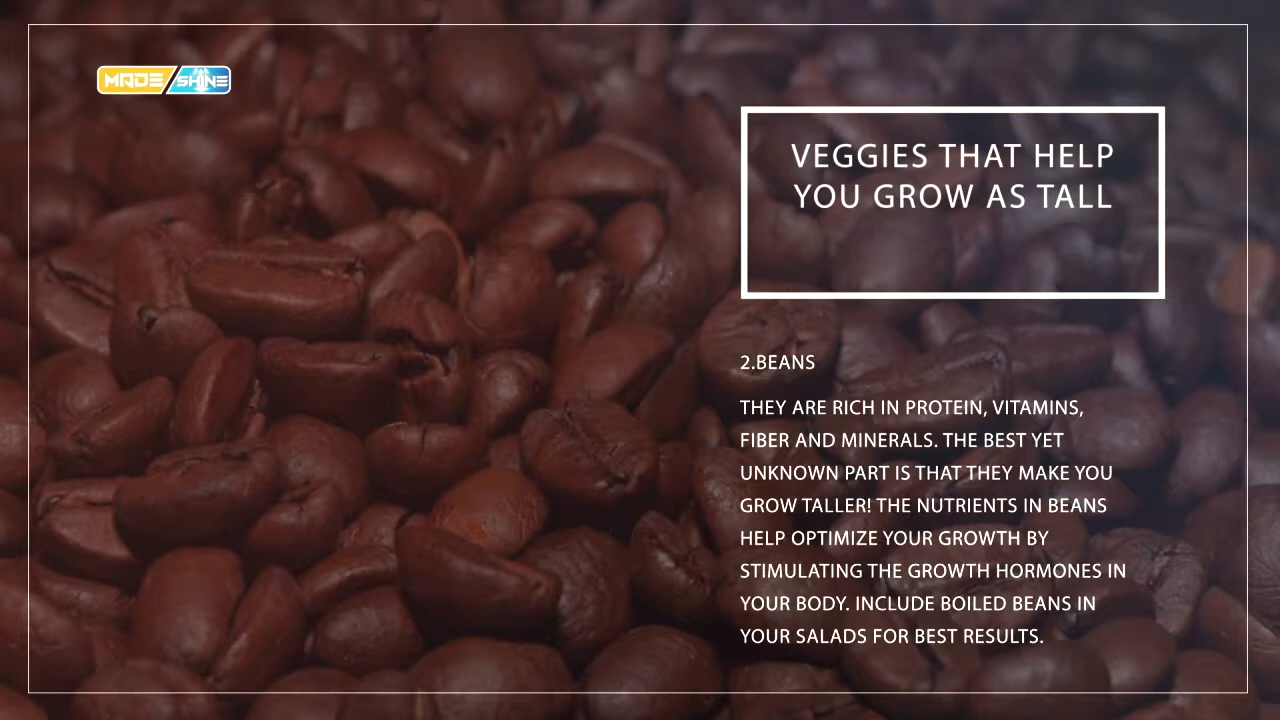 MADE/SHINE
VEGGIES THAT HELP
YOU GROW AS TALL
2.BEANS
THEY ARE RICH IN PROTEIN, VITAMINS,
FIBER AND MINERALS. THE BEST YET
UNKNOWN PART IS THAT THEY MAKE YOU
GROW TALLER! THE NUTRIENTS IN BEANS
HELP OPTIMIZE YOUR GROWTH BY
STIMULATING THE GROWTH HORMONES IN
YOUR BODY. INCLUDE BOILED BEANS IN
YOUR SALADS FOR BEST RESULTS.